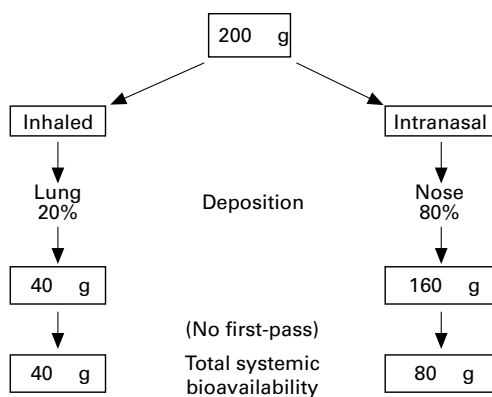 200 g
Inhaled
Intranasal
Lung
20%
Deposition
Nose
80%
40 g
160 g
(No first-pass)
40 g
Total systemic
bioavailability
80 g